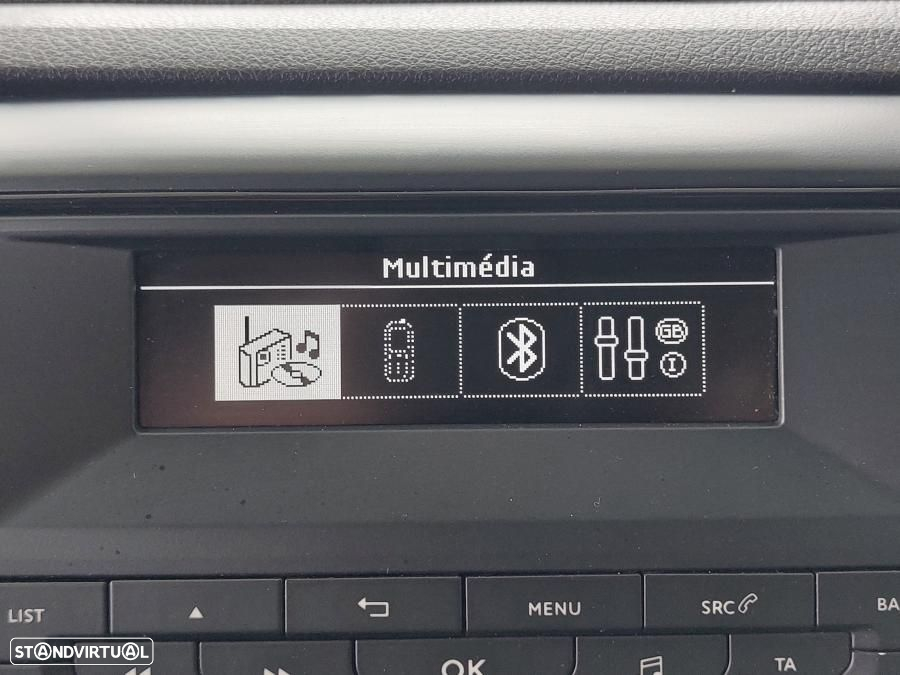 Multimédia
GB
I
LIST
MENU
SRC
BA
OK
TA
STANDVIRTUAL